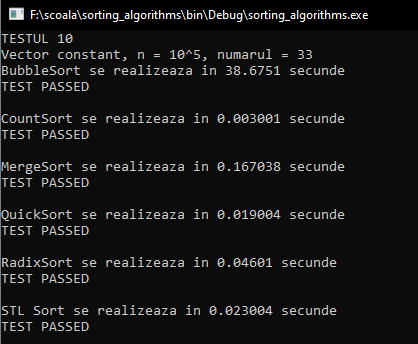 F:\scoala\sorting_algorithms\bin\Debug\sorting_algorithms.exe
TESTUL 10
Vector constant, n = 10^5, numarul = 33
BubbleSort se realizeaza in 38.6751 secunde
TEST PASSED
CountSort se realizeaza in 0.003001 secunde
TEST PASSED
MergeSort se realizeaza in 0.167038 secunde
TEST PASSED
QuickSort se realizeaza in 0.019004 secunde
TEST PASSED
RadixSort se realizeaza in 0.04601 secunde
TEST PASSED
STL Sort se realizeaza in 0.023004 secunde
TEST PASSED